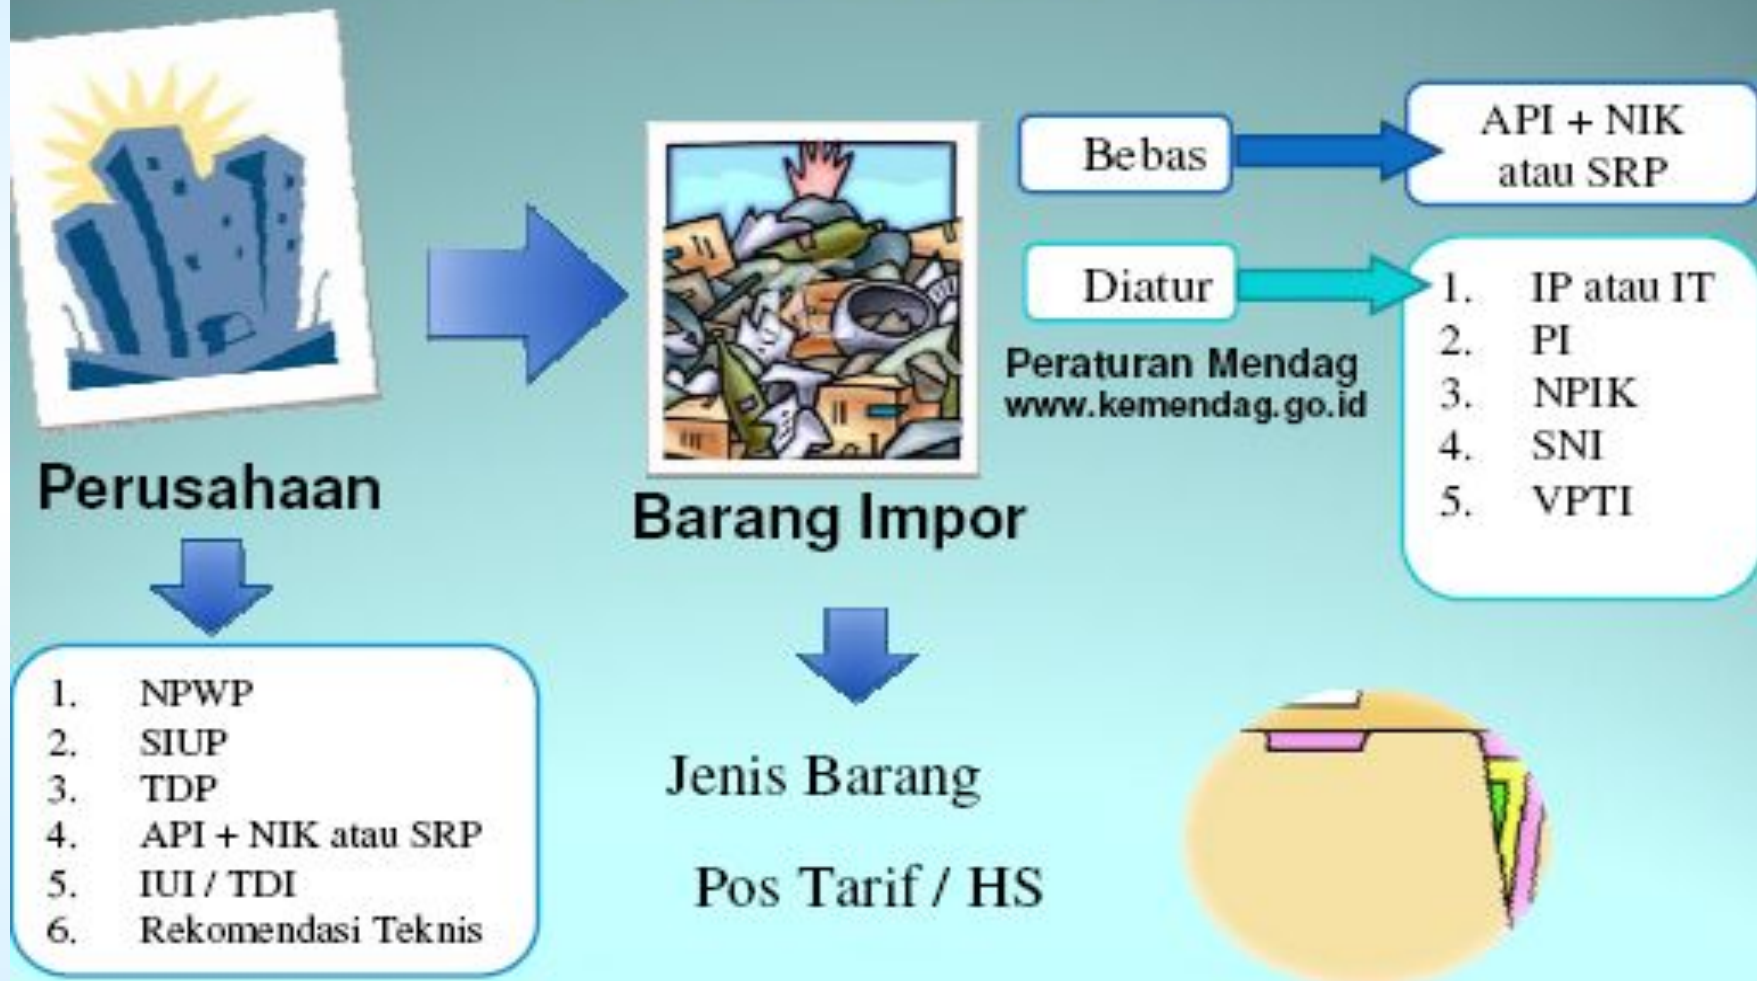 Perusahaan
1. NPWP
2. SIUP
3. TDP
4. API + NIK atau SRP
5. IUI / TDI
6. Rekomendasi Teknis
Barang Impor
Jenis Barang
Pos Tarif / HS
Bebas
API + NIK
atau SRP
Diatur
Peraturan Mendag
www.kemendag.go.id
1. IP atau IT
2. PI
3. NPIK
4. SNI
5. VPTI